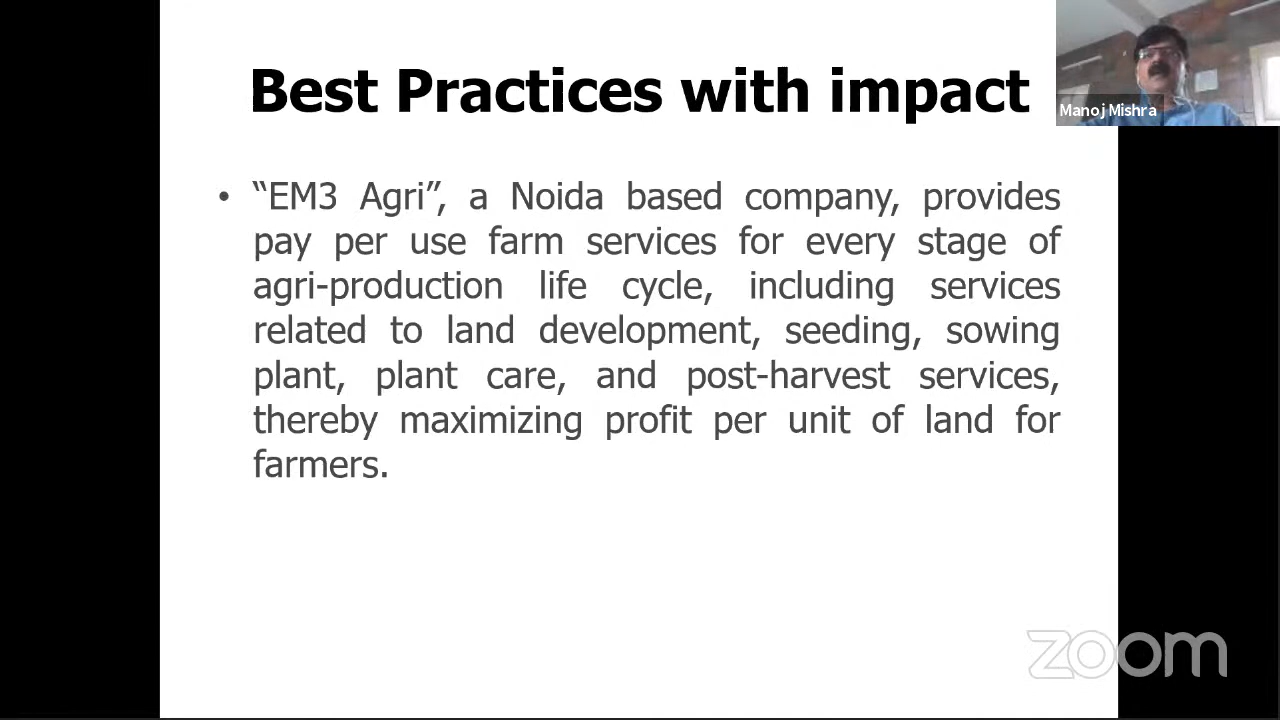 Best Practices with impact
Manoj Mishra
• “EM3 Agri”, a Noida based company, provides
pay per use farm services for every stage of
agri-production life cycle, including services
related to land development, seeding, sowing
plant, plant care, and post-harvest services,
thereby maximizing profit per unit of land for
farmers.
zoom